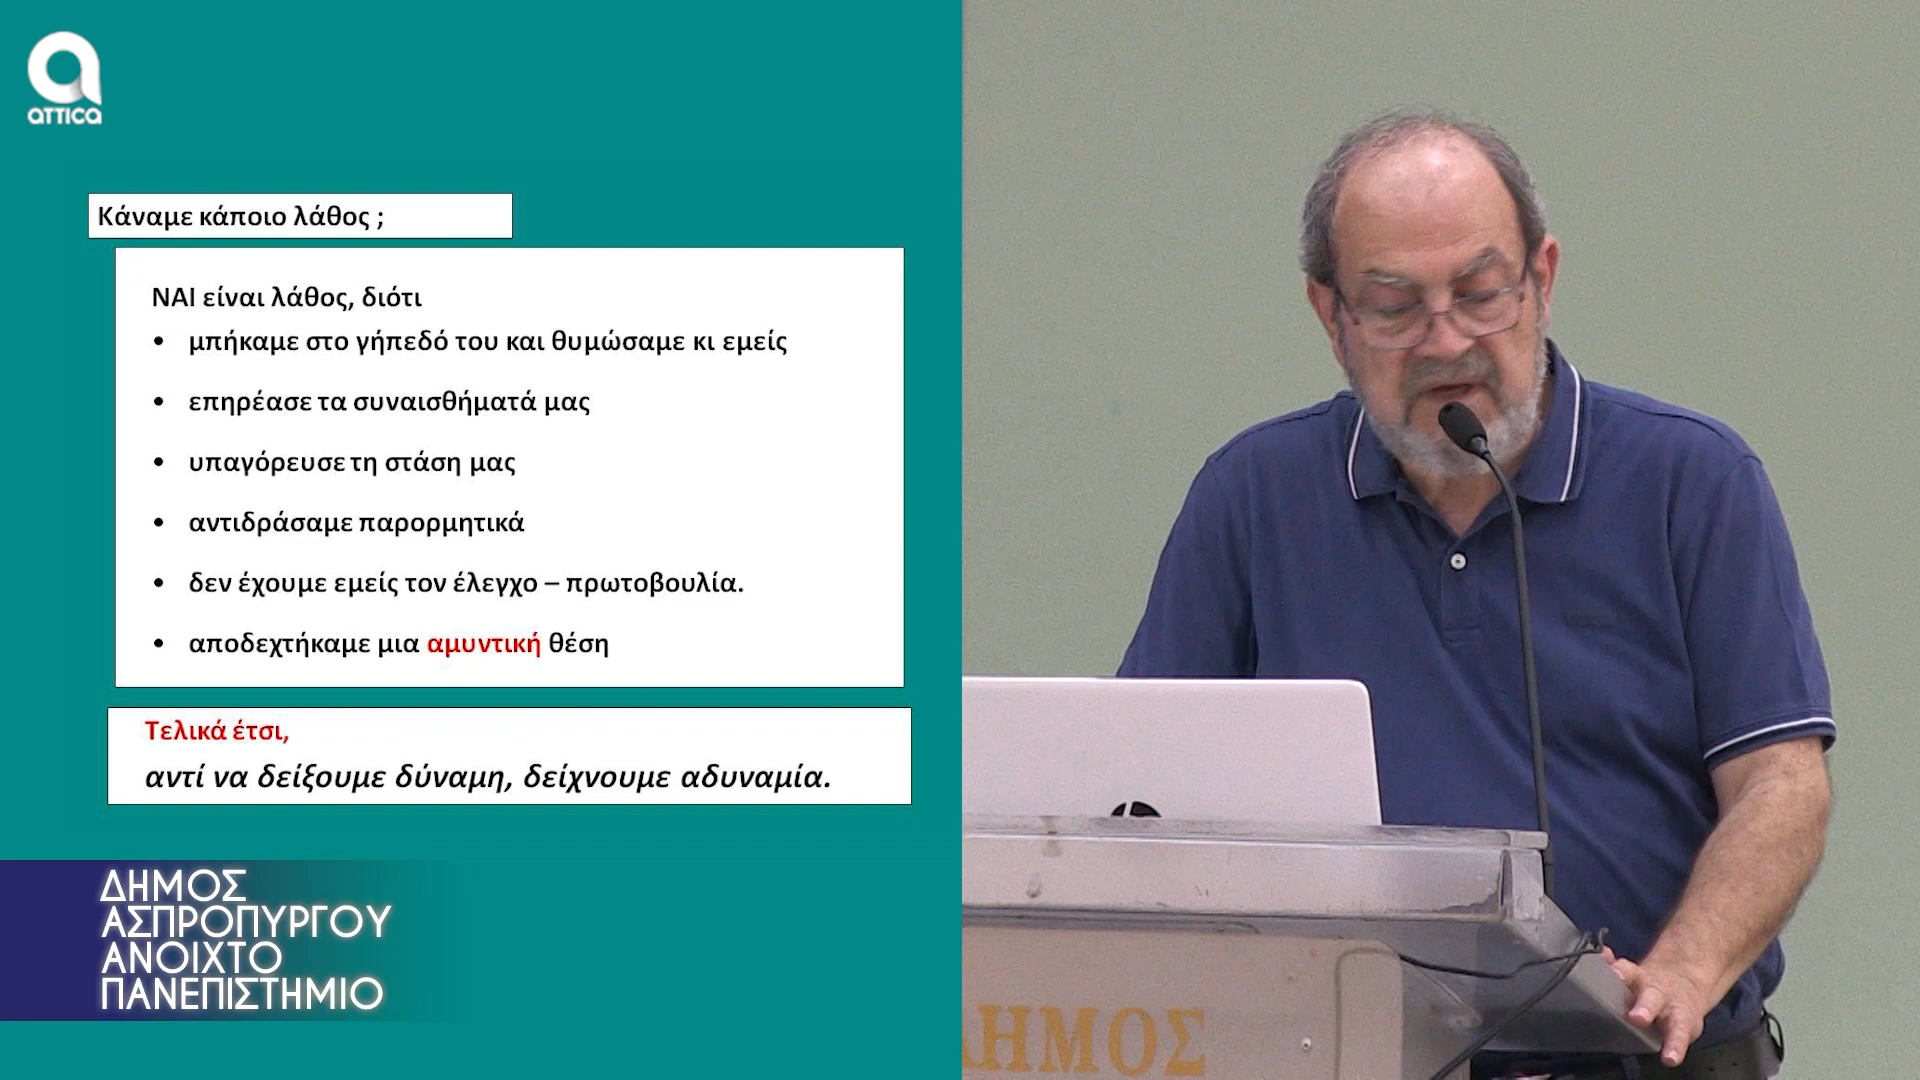 attica
Κάναμε κάποιο λάθος ;
ΝΑΙ είναι λάθος, διότι
• μπήκαμε στο γήπεδό του και θυμώσαμε κι εμείς
• επηρέασε τα συναισθήματά μας
• υπαγόρευσε τη στάση μας
• αντιδράσαμε παρορμητικά
• δεν έχουμε εμείς τον έλεγχο – πρωτοβουλία.
• αποδεχτήκαμε μια αμυντική θέση
Τελικά έτσι,
αντί να δείξουμε δύναμη, δείχνουμε αδυναμία.
ΔΗΜΟΣ
ΑΣΠΡΟΠΥΡΓΟΥ
ΑΝΟΙΧΤΟ
ΠΑΝΕΠΙΣΤΗΜΙΟ
ΔΗΜΟΣ